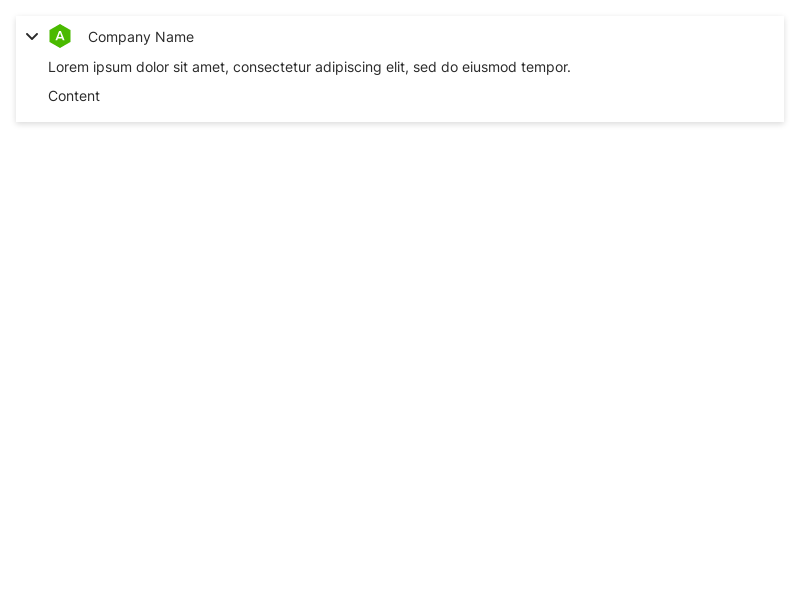 A Company Name
Lorem ipsum dolor sit amet, consectetur adipiscing elit, sed do eiusmod tempor.
Content